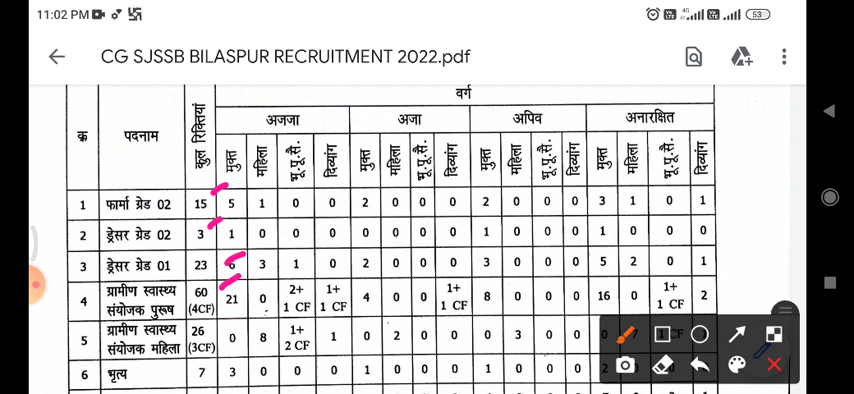 11:02 PM 4G 53
CG SJSSB BILASPUR RECRUITMENT 2022.pdf
वर्ग
क्र पदनाम कुल रिक्तियां अजजा अजा अपिव अनारक्षित
मुक्त महिला भू.पू.सै. दिव्यांग मुक्त महिला भू.पू.सै. दिव्यांग मुक्त महिला भू.पू.सै. दिव्यांग मुक्त महिला भू.पू.सै. दिव्यांग
1 फार्मा ग्रेड 02 15 5 1 0 0 2 0 0 0 2 0 0 0 3 1 0 1
2 ड्रेसर ग्रेड 02 3 1 0 0 0 0 0 0 0 1 0 0 0 1 0 0 0
3 ड्रेसर ग्रेड 01 23 6 3 1 0 2 0 0 0 3 0 0 0 5 2 0 1
4 ग्रामीण स्वास्थ्य संयोजक पुरूष 60 (4CF) 21 0 2+ 1 CF 1+ 1 CF 4 0 0 1+ 1 CF 8 0 0 0 16 0 1+ 1 CF 2
5 ग्रामीण स्वास्थ्य संयोजक महिला 26 (3CF) 0 8 1+ 2 CF 1 0 2 0 0 0 3 0 0 0 7 1 CF
6 भृत्य 7 3 0 0 0 1 0 0 0 1 0 0 0 2